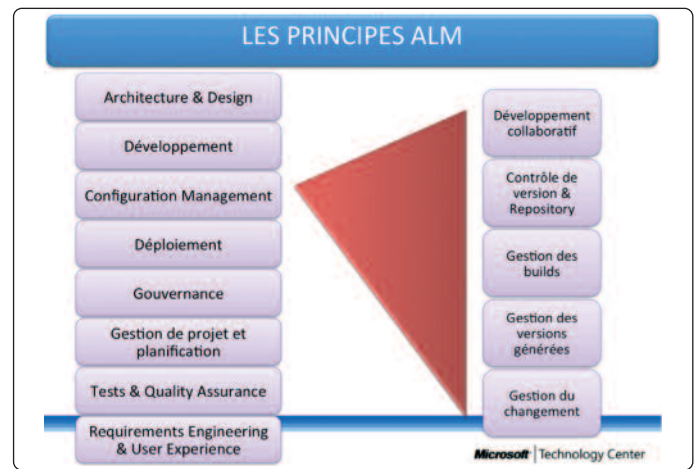 LES PRINCIPES ALM
Architecture & Design
Développement
Configuration Management
Déploiement
Gouvernance
Gestion de projet et
planification
Tests & Quality Assurance
Requirements Engineering
& User Experience
Développement
collaboratif
Contrôle de
version &
Repository
Gestion des
builds
Gestion des
versions
générées
Gestion du
changement
Microsoft | Technology Center